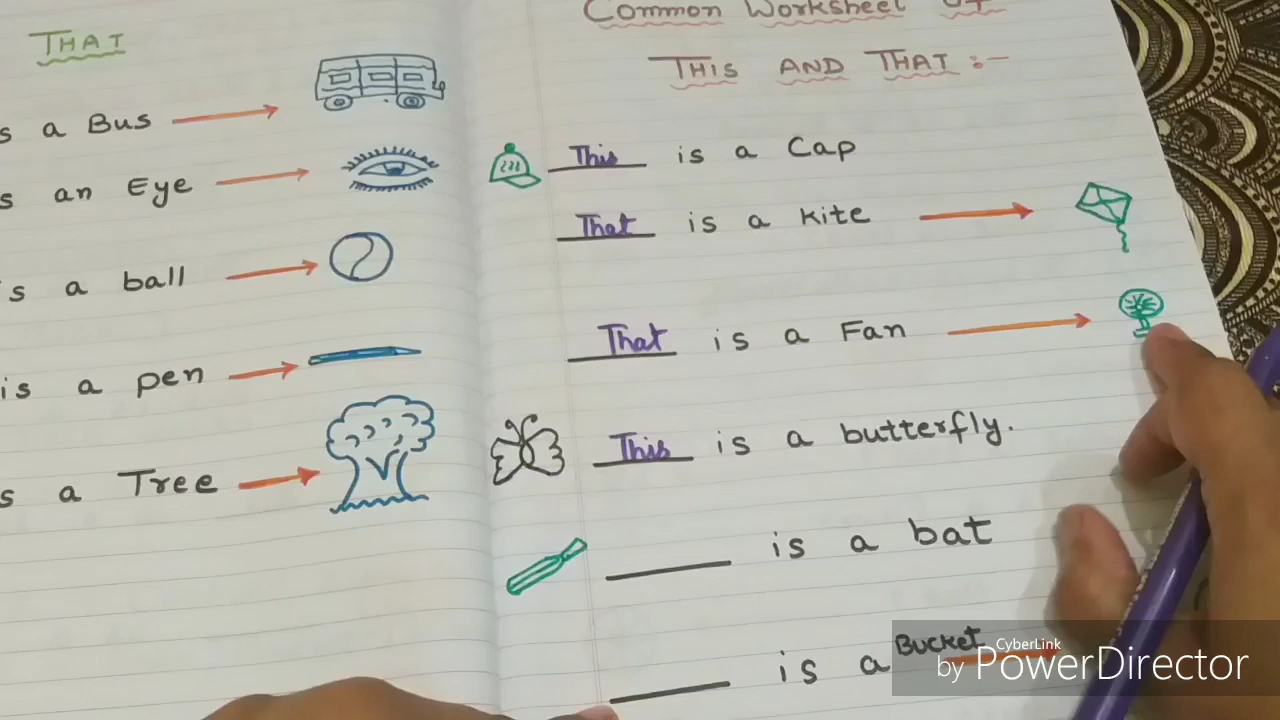 THAT
s a Bus
s an Eye
s a ball
is a pen
s a Tree
Common Worksheet of
THIS AND THAT :-
This is a Cap
That is a kite
That is a Fan
This is a butterfly.
is a bat
is a Bucket
CyberLink
by PowerDirector